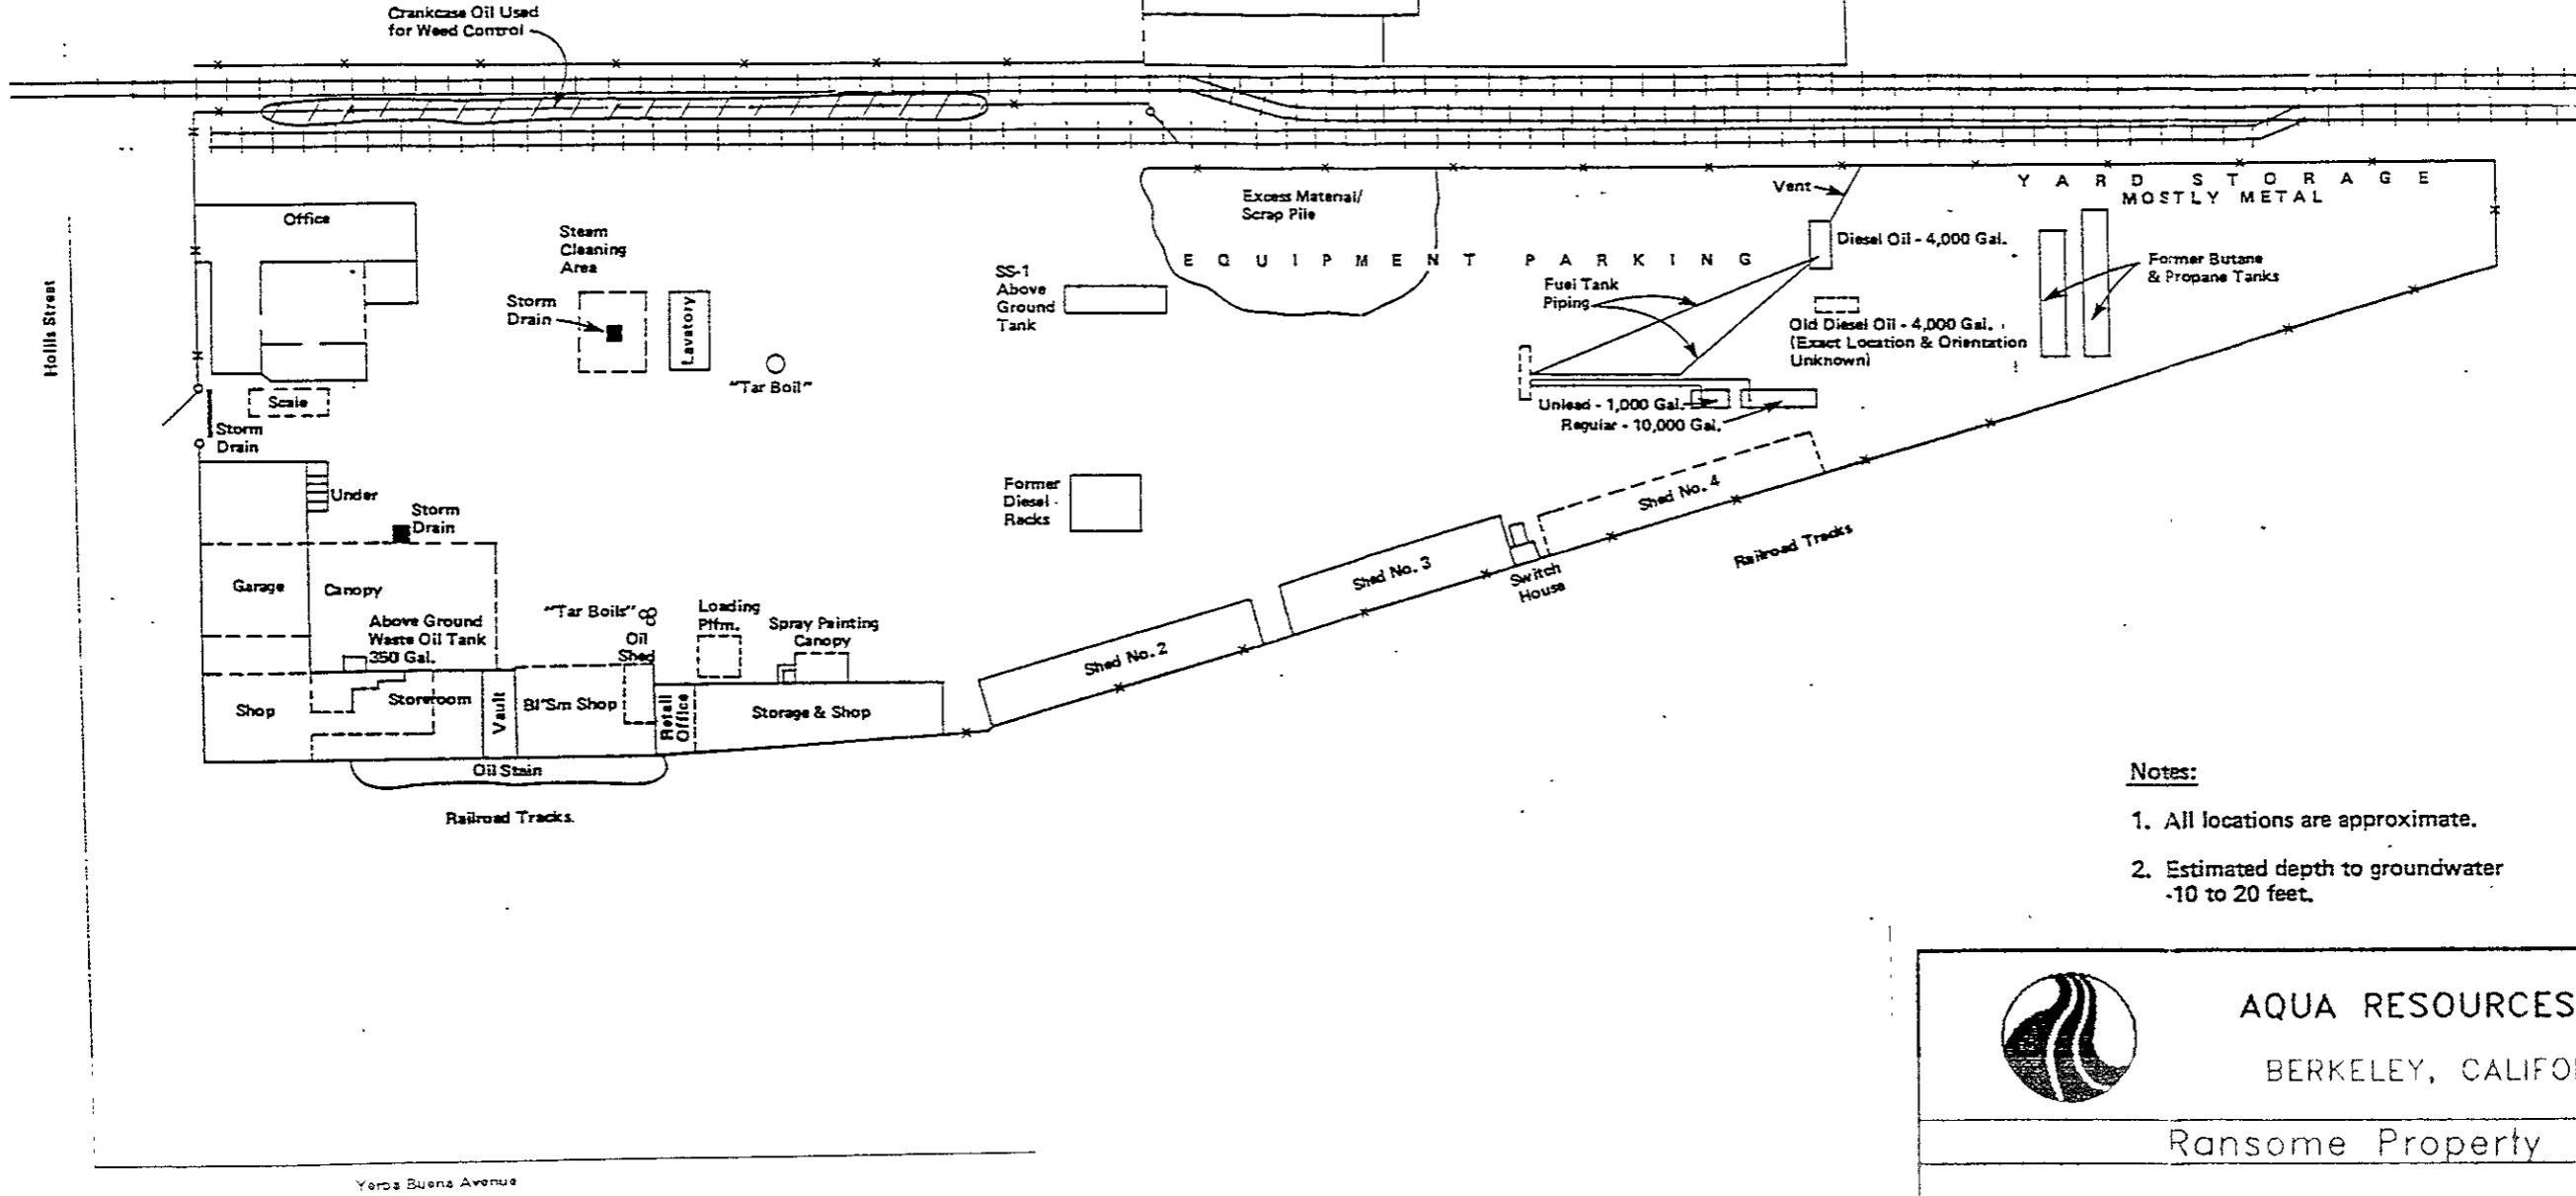 Crankcase Oil Used
for Weed Control
Hollis Street
Office
Steam
Cleaning
Area
Storm
Drain
Lavatory
"Tar Boil"
SS-1
Above
Ground
Tank
Excess Material/
Scrap Pile
EQUIPMENT PARKING
Vent
YARD STORAGE
MOSTLY METAL
Diesel Oil - 4,000 Gal.
Fuel Tank
Piping
Former Butane
& Propane Tanks
Old Diesel Oil - 4,000 Gal.
(Exact Location & Orientation
Unknown)
Unlead - 1,000 Gal.
Regular - 10,000 Gal.
Scale
Storm
Drain
Under
Storm
Drain
Former
Diesel
Racks
Garage
Canopy
Above Ground
Waste Oil Tank
350 Gal.
"Tar Boils"
Oil
Shed
Loading
Plfm.
Spray Painting
Canopy
Shed No. 2
Shed No. 3
Switch
House
Shed No. 4
Railroad Tracks
Shop
Storeroom
Vault
Bl'Sm Shop
Retail
Office
Storage & Shop
Oil Stain
Railroad Tracks.
Notes:
1. All locations are approximate.
2. Estimated depth to groundwater
-10 to 20 feet.
AQUA RESOURCES
BERKELEY, CALIFO
Ransome Property
Yerba Buena Avenue